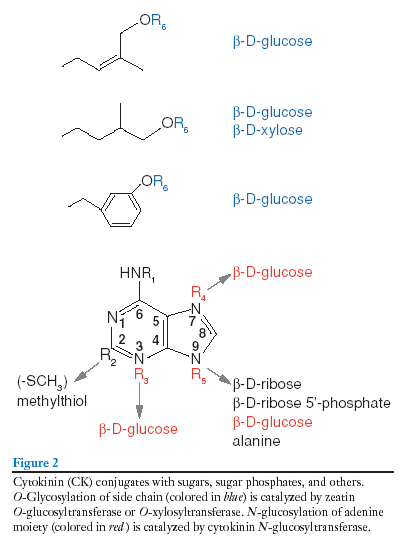 OR6
β-D-glucose
β-D-glucose
β-D-xylose
OR6
OR6
β-D-glucose
HNR1
β-D-glucose
R4
N1 6 5 7 N
2 3 4 8
9
R2 N N
R3 R5
(-SCH3)
methylthiol
β-D-ribose
β-D-ribose 5'-phosphate
β-D-glucose
β-D-glucose
alanine
Figure 2
Cytokinin (CK) conjugates with sugars, sugar phosphates, and others.
O-Glycosylation of side chain (colored in blue) is catalyzed by zeatin
O-glucosyltransferase or O-xylosyltransferase. N-glucosylation of adenine
moiety (colored in red) is catalyzed by cytokinin N-glucosyltransferase.